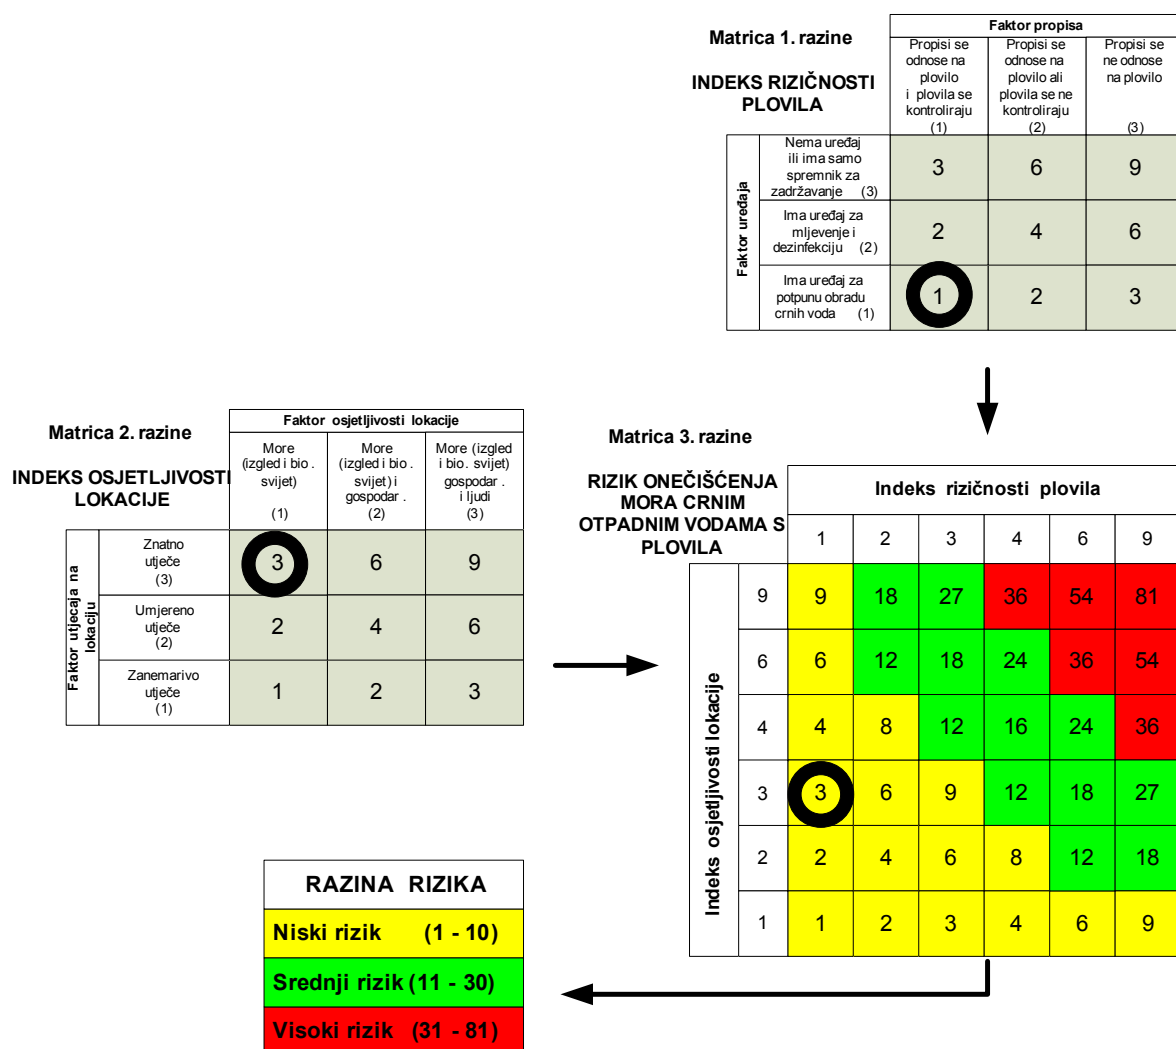 Matrica 1. razine
INDEKS RIZIČNOSTI
PLOVILA
Faktor propisa
Propisi se
odnose na
plovilo
i plovila se
kontroliraju
(1)
Propisi se
odnose na
plovilo ali
plovila se ne
kontroliraju
(2)
Propisi se
ne odnose
na plovilo
(3)
Faktor uređaja
Nema uređaj
ili ima samo
spremnik za
zadržavanje (3)
3 6 9
Ima uređaj za
mljevenje i
dezinfekciju (2)
2 4 6
Ima uređaj za
potpunu obradu
crnih voda (1)
1 2 3
Matrica 2. razine
INDEKS OSJETLJIVOSTI
LOKACIJE
Faktor osjetljivosti lokacije
More
(izgled i bio.
svijet)
(1)
More
(izgled i bio.
svijet) i
gospodar.
(2)
More (izgled
i bio. svijet)
gospodar.
i ljudi
(3)
Faktor utjecaja na
lokaciju
Znatno
utječe
(3)
3 6 9
Umjereno
utječe
(2)
2 4 6
Zanemarivo
utječe
(1)
1 2 3
Matrica 3. razine
RIZIK ONEČIŠĆENJA
MORA CRNIM
OTPADNIM VODAMA S
PLOVILA
Indeks rizičnosti plovila
1 2 3 4 6 9
Indeks osjetljivosti lokacije
9 9 18 27 36 54 81
6 6 12 18 24 36 54
4 4 8 12 16 24 36
3 3 6 9 12 18 27
2 2 4 6 8 12 18
1 1 2 3 4 6 9
RAZINA RIZIKA
Niski rizik (1 - 10)
Srednji rizik (11 - 30)
Visoki rizik (31 - 81)